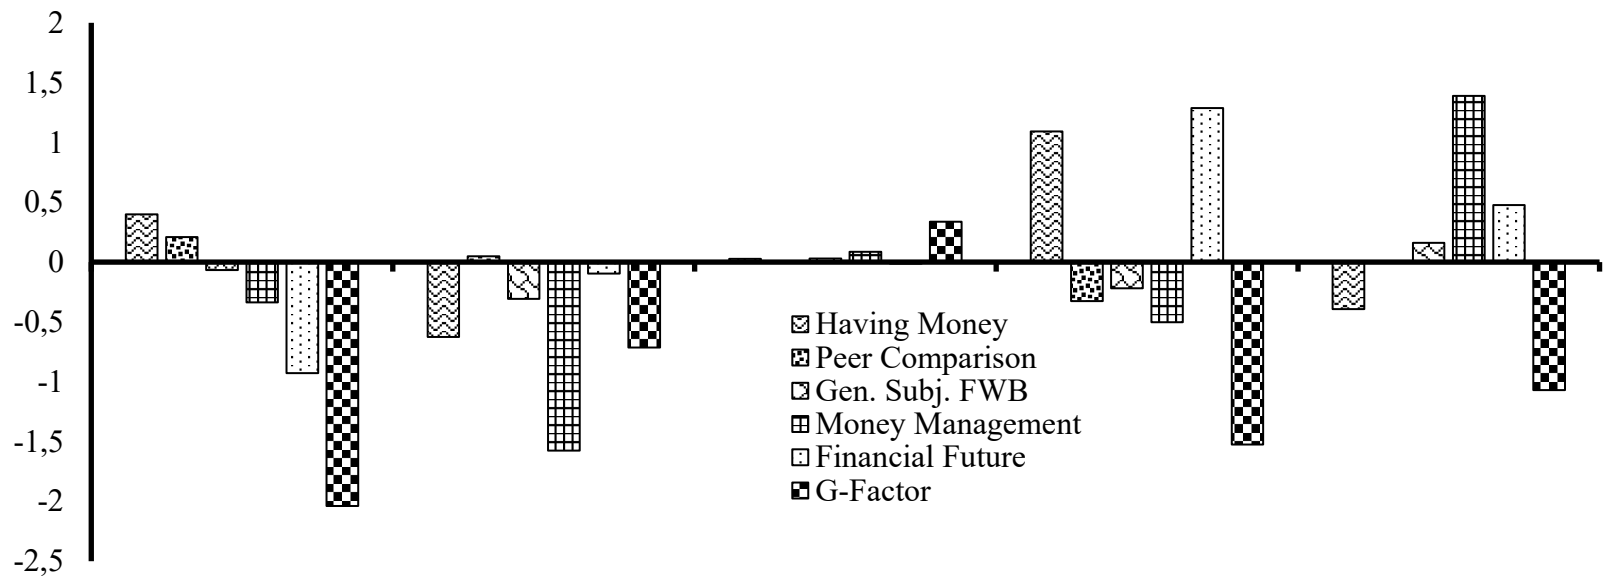 2
1,5
1
0,5
0
-0,5
-1
-1,5
-2
-2,5
Having Money
Peer Comparison
Gen. Subj. FWB
Money Management
Financial Future
G-Factor